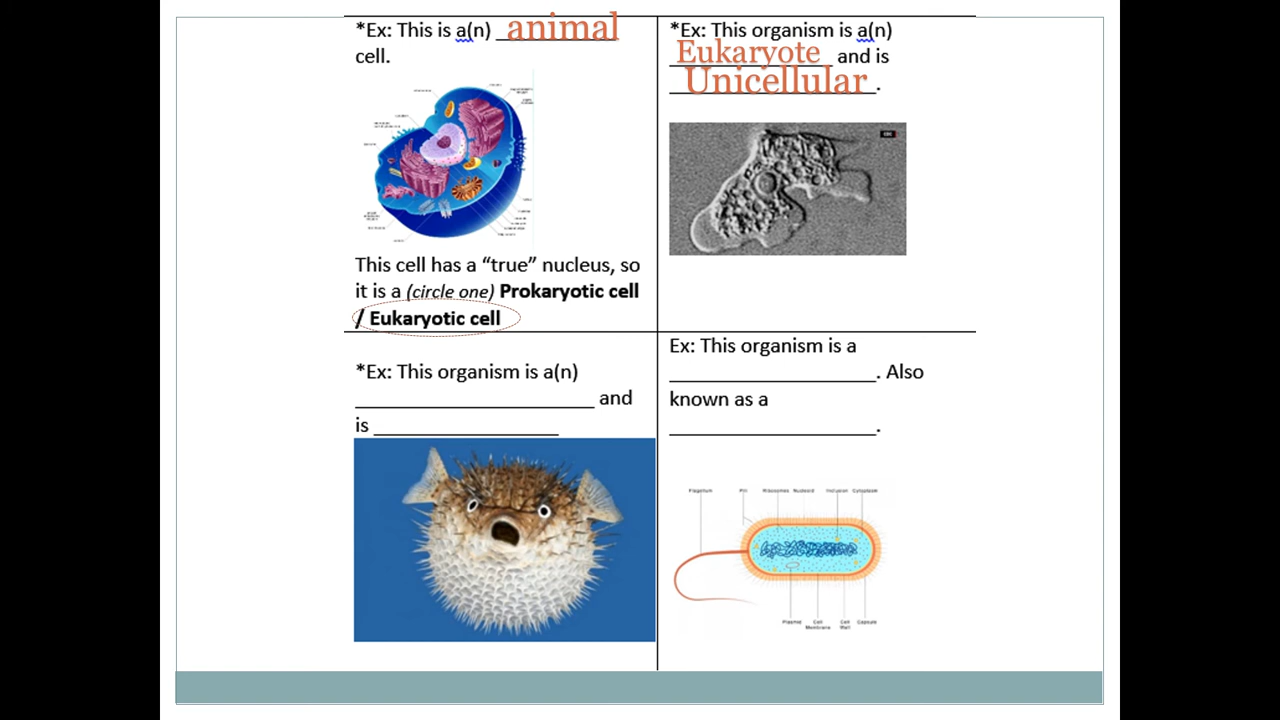 *Ex: This is a(n) animal
cell.
This cell has a “true” nucleus, so
it is a (circle one) Prokaryotic cell
/ Eukaryotic cell
*Ex: This organism is a(n)
Eukaryote and is
Unicellular.
*Ex: This organism is a(n)
and
is
Ex: This organism is a
. Also
known as a
.
Flagellum Pili Ribosomes Nucleoid Inclusion Cytoplasm
Plasmid Cell Membrane Cell Wall Capsule